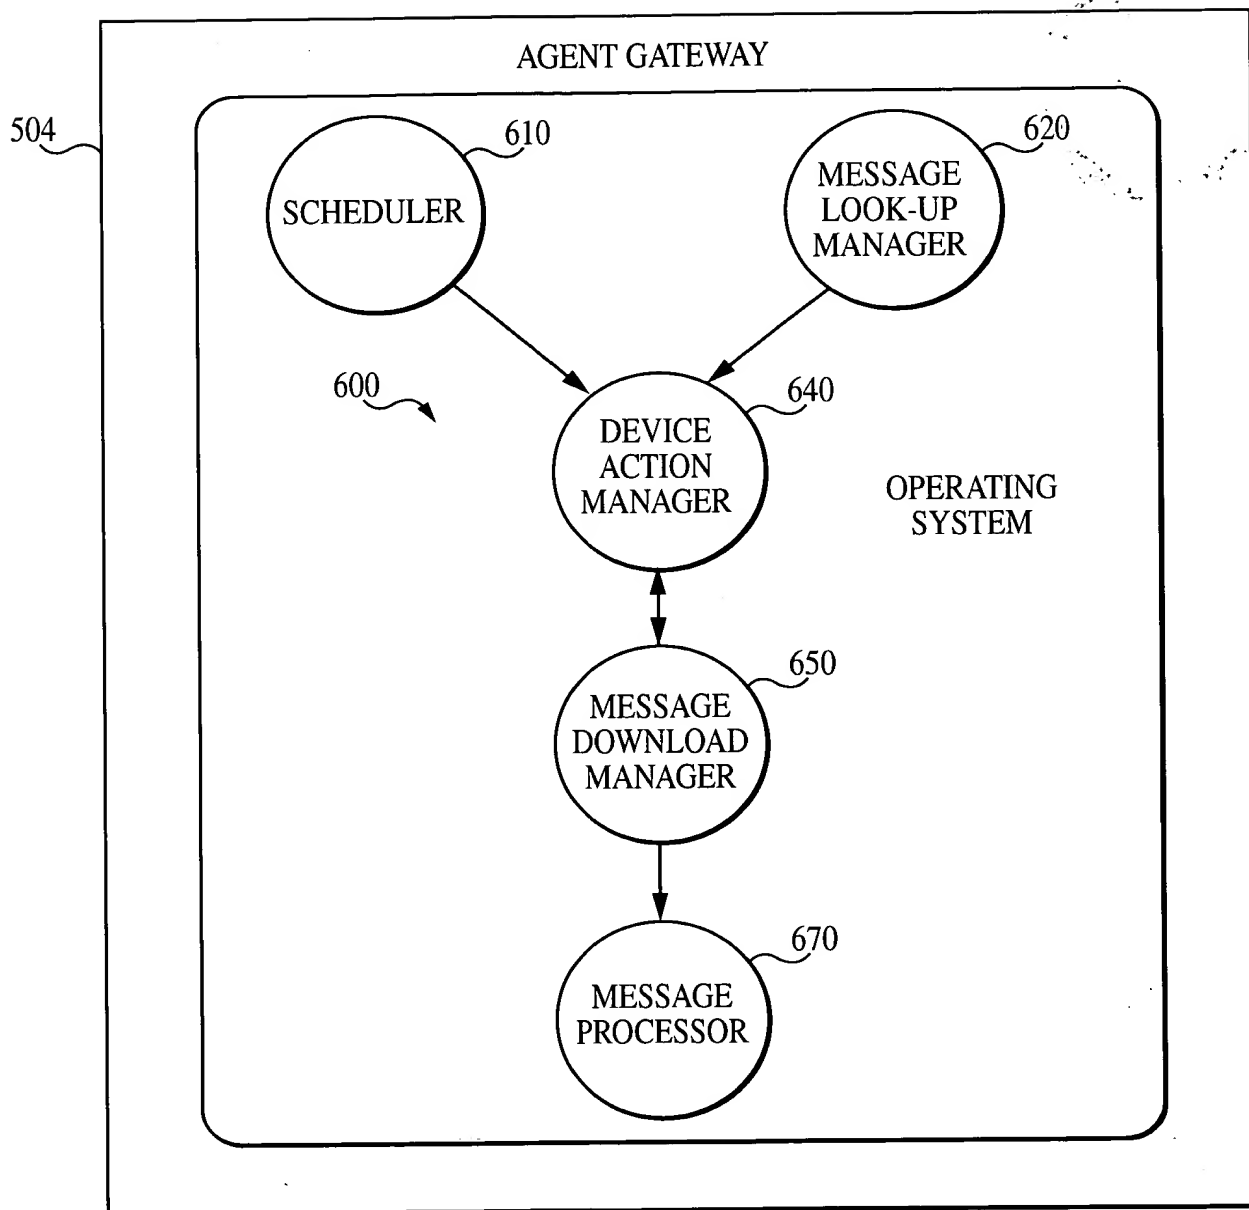 AGENT GATEWAY
504
610
620
SCHEDULER
MESSAGE
LOOK-UP
MANAGER
600
640
DEVICE
ACTION
MANAGER
OPERATING
SYSTEM
650
MESSAGE
DOWNLOAD
MANAGER
670
MESSAGE
PROCESSOR